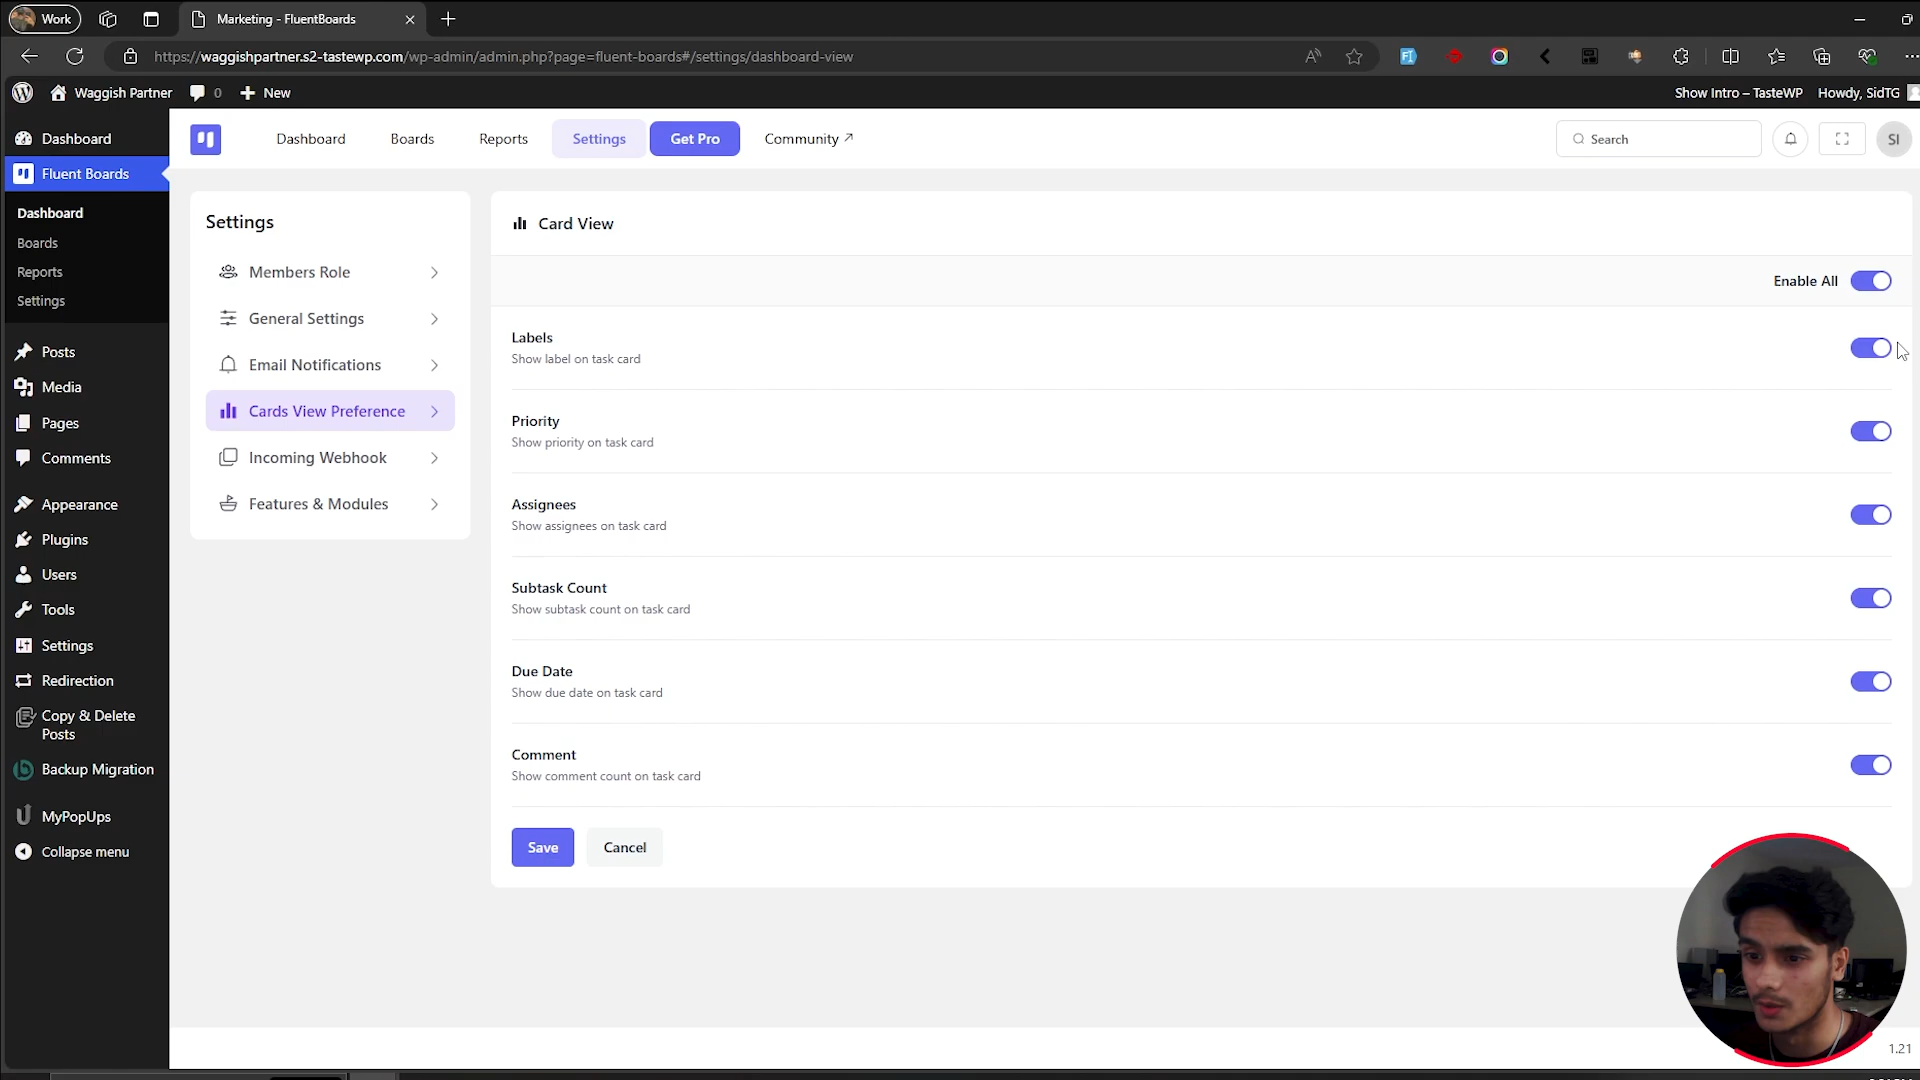 Work
Marketing - FluentBoards
https://waggishpartner.s2-tastewp.com/wp-admin/admin.php?page=fluent-boards#/settings/dashboard-view
Waggish Partner
0
New
Show Intro – TasteWP
Howdy, SidTG
Dashboard
Fluent Boards
Dashboard
Boards
Reports
Settings
Posts
Media
Pages
Comments
Appearance
Plugins
Users
Tools
Settings
Redirection
Copy & Delete
Posts
Backup Migration
MyPopUps
Collapse menu
Dashboard
Boards
Reports
Settings
Get Pro
Community
Search
SI
Settings
Members Role
General Settings
Email Notifications
Cards View Preference
Incoming Webhook
Features & Modules
Card View
Enable All
Labels
Show label on task card
Priority
Show priority on task card
Assignees
Show assignees on task card
Subtask Count
Show subtask count on task card
Due Date
Show due date on task card
Comment
Show comment count on task card
Save
Cancel
1.21